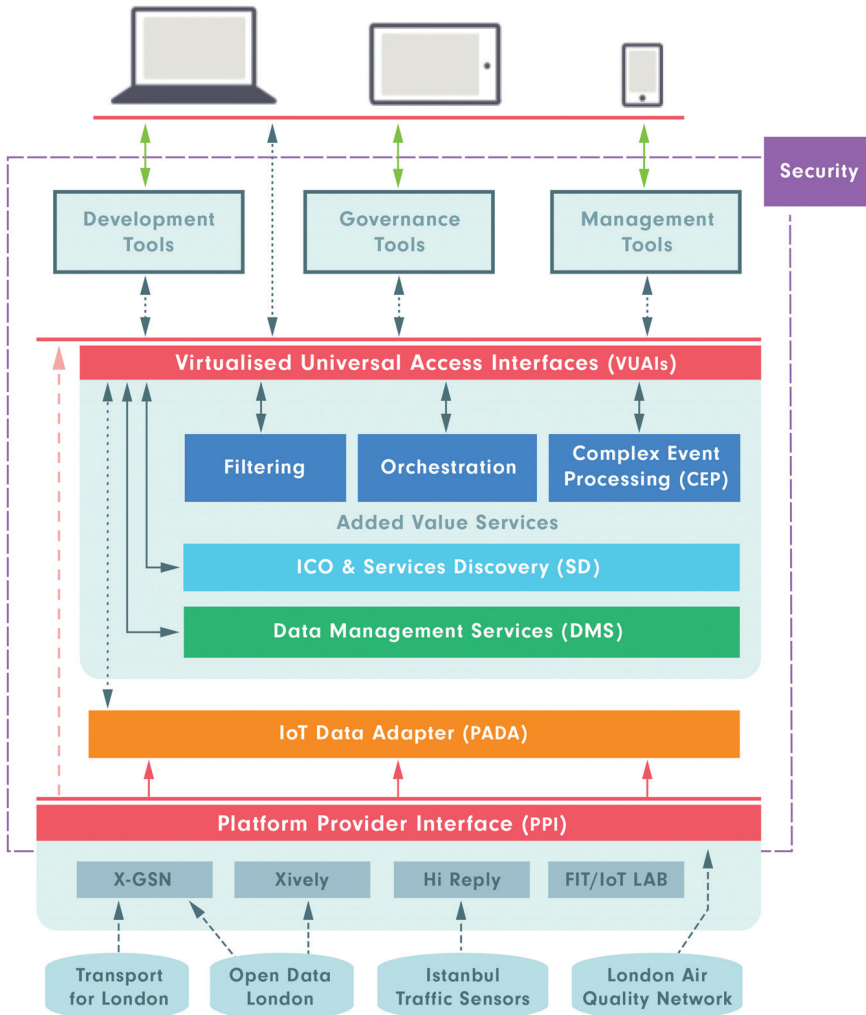 Security
Development
Tools
Governance
Tools
Management
Tools
Virtualised Universal Access Interfaces (VUAIs)
Filtering
Orchestration
Complex Event
Processing (CEP)
Added Value Services
ICO & Services Discovery (SD)
Data Management Services (DMS)
IoT Data Adapter (PADA)
Platform Provider Interface (PPI)
X-GSN
Xively
Hi Reply
FIT/IoT LAB
Transport
for London
Open Data
London
Istanbul
Traffic Sensors
London Air
Quality Network